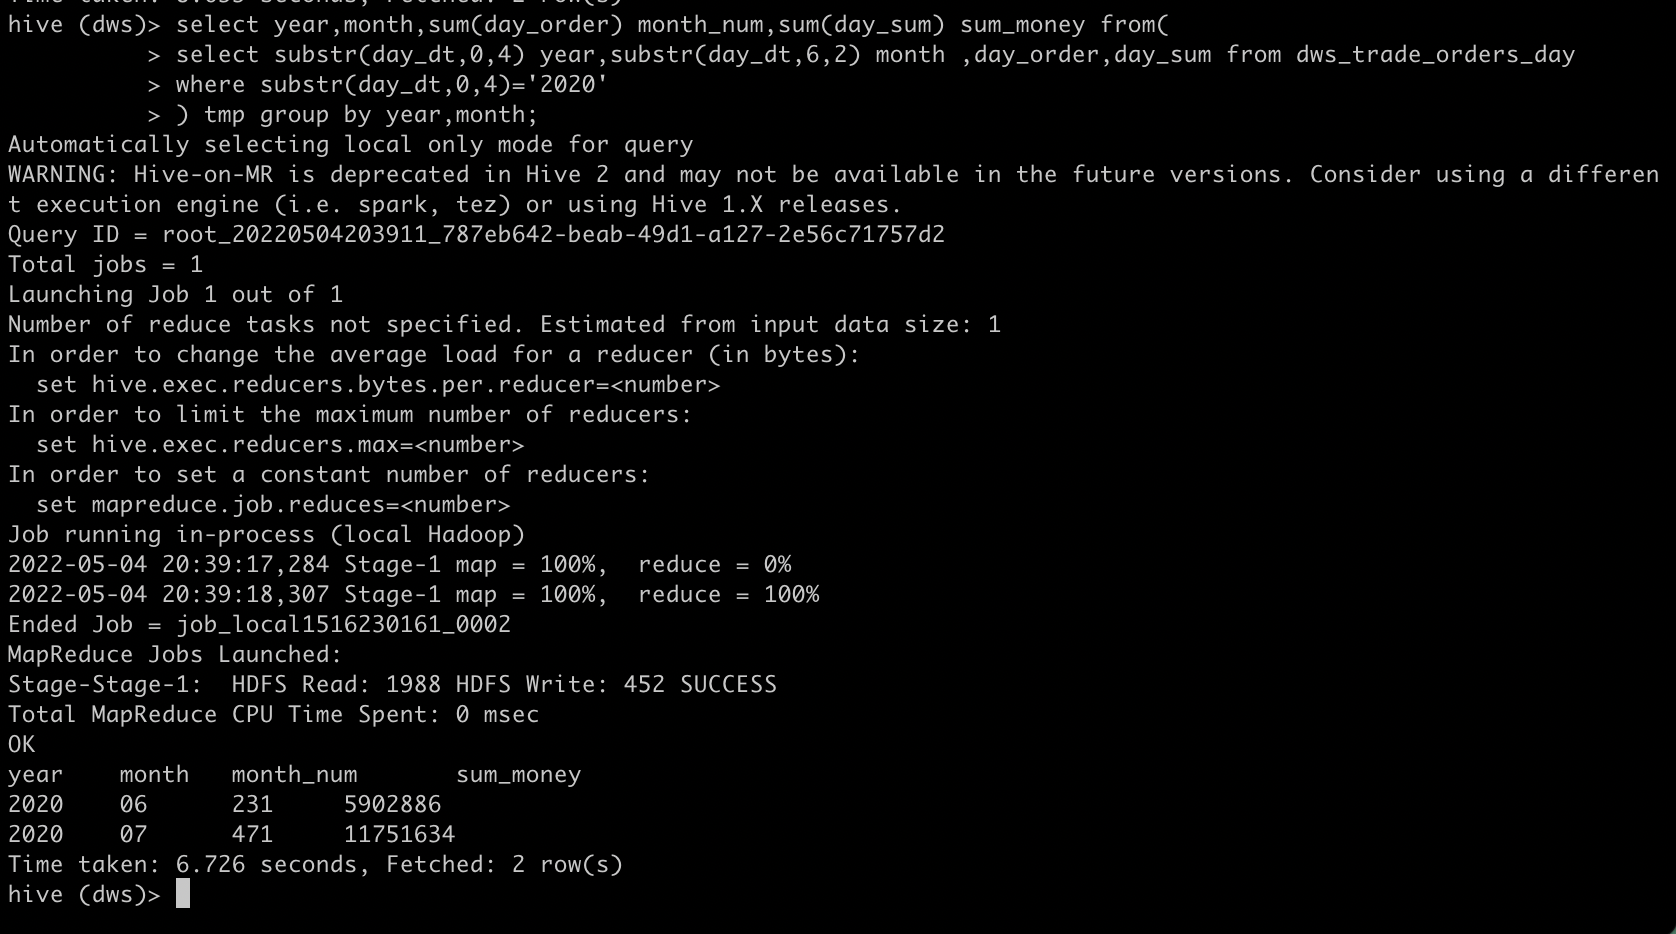 Time taken: 6.635 seconds, Fetched: 2 row(s)
hive (dws)> select year,month,sum(day_order) month_num,sum(day_sum) sum_money from(
          > select substr(day_dt,0,4) year,substr(day_dt,6,2) month ,day_order,day_sum from dws_trade_orders_day
          > where substr(day_dt,0,4)='2020'
          > ) tmp group by year,month;
Automatically selecting local only mode for query
WARNING: Hive-on-MR is deprecated in Hive 2 and may not be available in the future versions. Consider using a differen
t execution engine (i.e. spark, tez) or using Hive 1.X releases.
Query ID = root_20220504203911_787eb642-beab-49d1-a127-2e56c71757d2
Total jobs = 1
Launching Job 1 out of 1
Number of reduce tasks not specified. Estimated from input data size: 1
In order to change the average load for a reducer (in bytes):
  set hive.exec.reducers.bytes.per.reducer=<number>
In order to limit the maximum number of reducers:
  set hive.exec.reducers.max=<number>
In order to set a constant number of reducers:
  set mapreduce.job.reduces=<number>
Job running in-process (local Hadoop)
2022-05-04 20:39:17,284 Stage-1 map = 100%,  reduce = 0%
2022-05-04 20:39:18,307 Stage-1 map = 100%,  reduce = 100%
Ended Job = job_local1516230161_0002
MapReduce Jobs Launched:
Stage-Stage-1:  HDFS Read: 1988 HDFS Write: 452 SUCCESS
Total MapReduce CPU Time Spent: 0 msec
OK
year    month   month_num       sum_money
2020    06      231     5902886
2020    07      471     11751634
Time taken: 6.726 seconds, Fetched: 2 row(s)
hive (dws)>